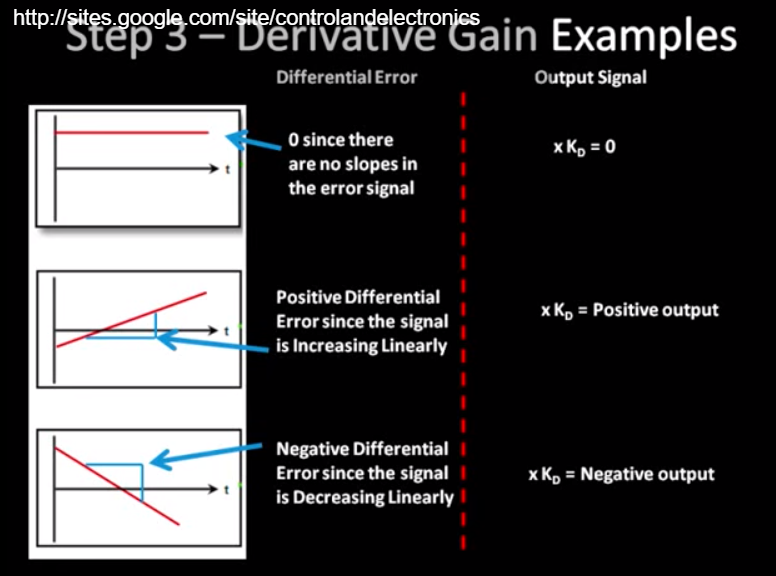 http://sites.google.com/site/controlandelectronics
Step 3 – Derivative Gain Examples
Differential Error
Output Signal
t
0 since there
are no slopes in
the error signal
x K_D = 0
t
Positive Differential
Error since the signal
is Increasing Linearly
x K_D = Positive output
t
Negative Differential
Error since the signal
is Decreasing Linearly
x K_D = Negative output